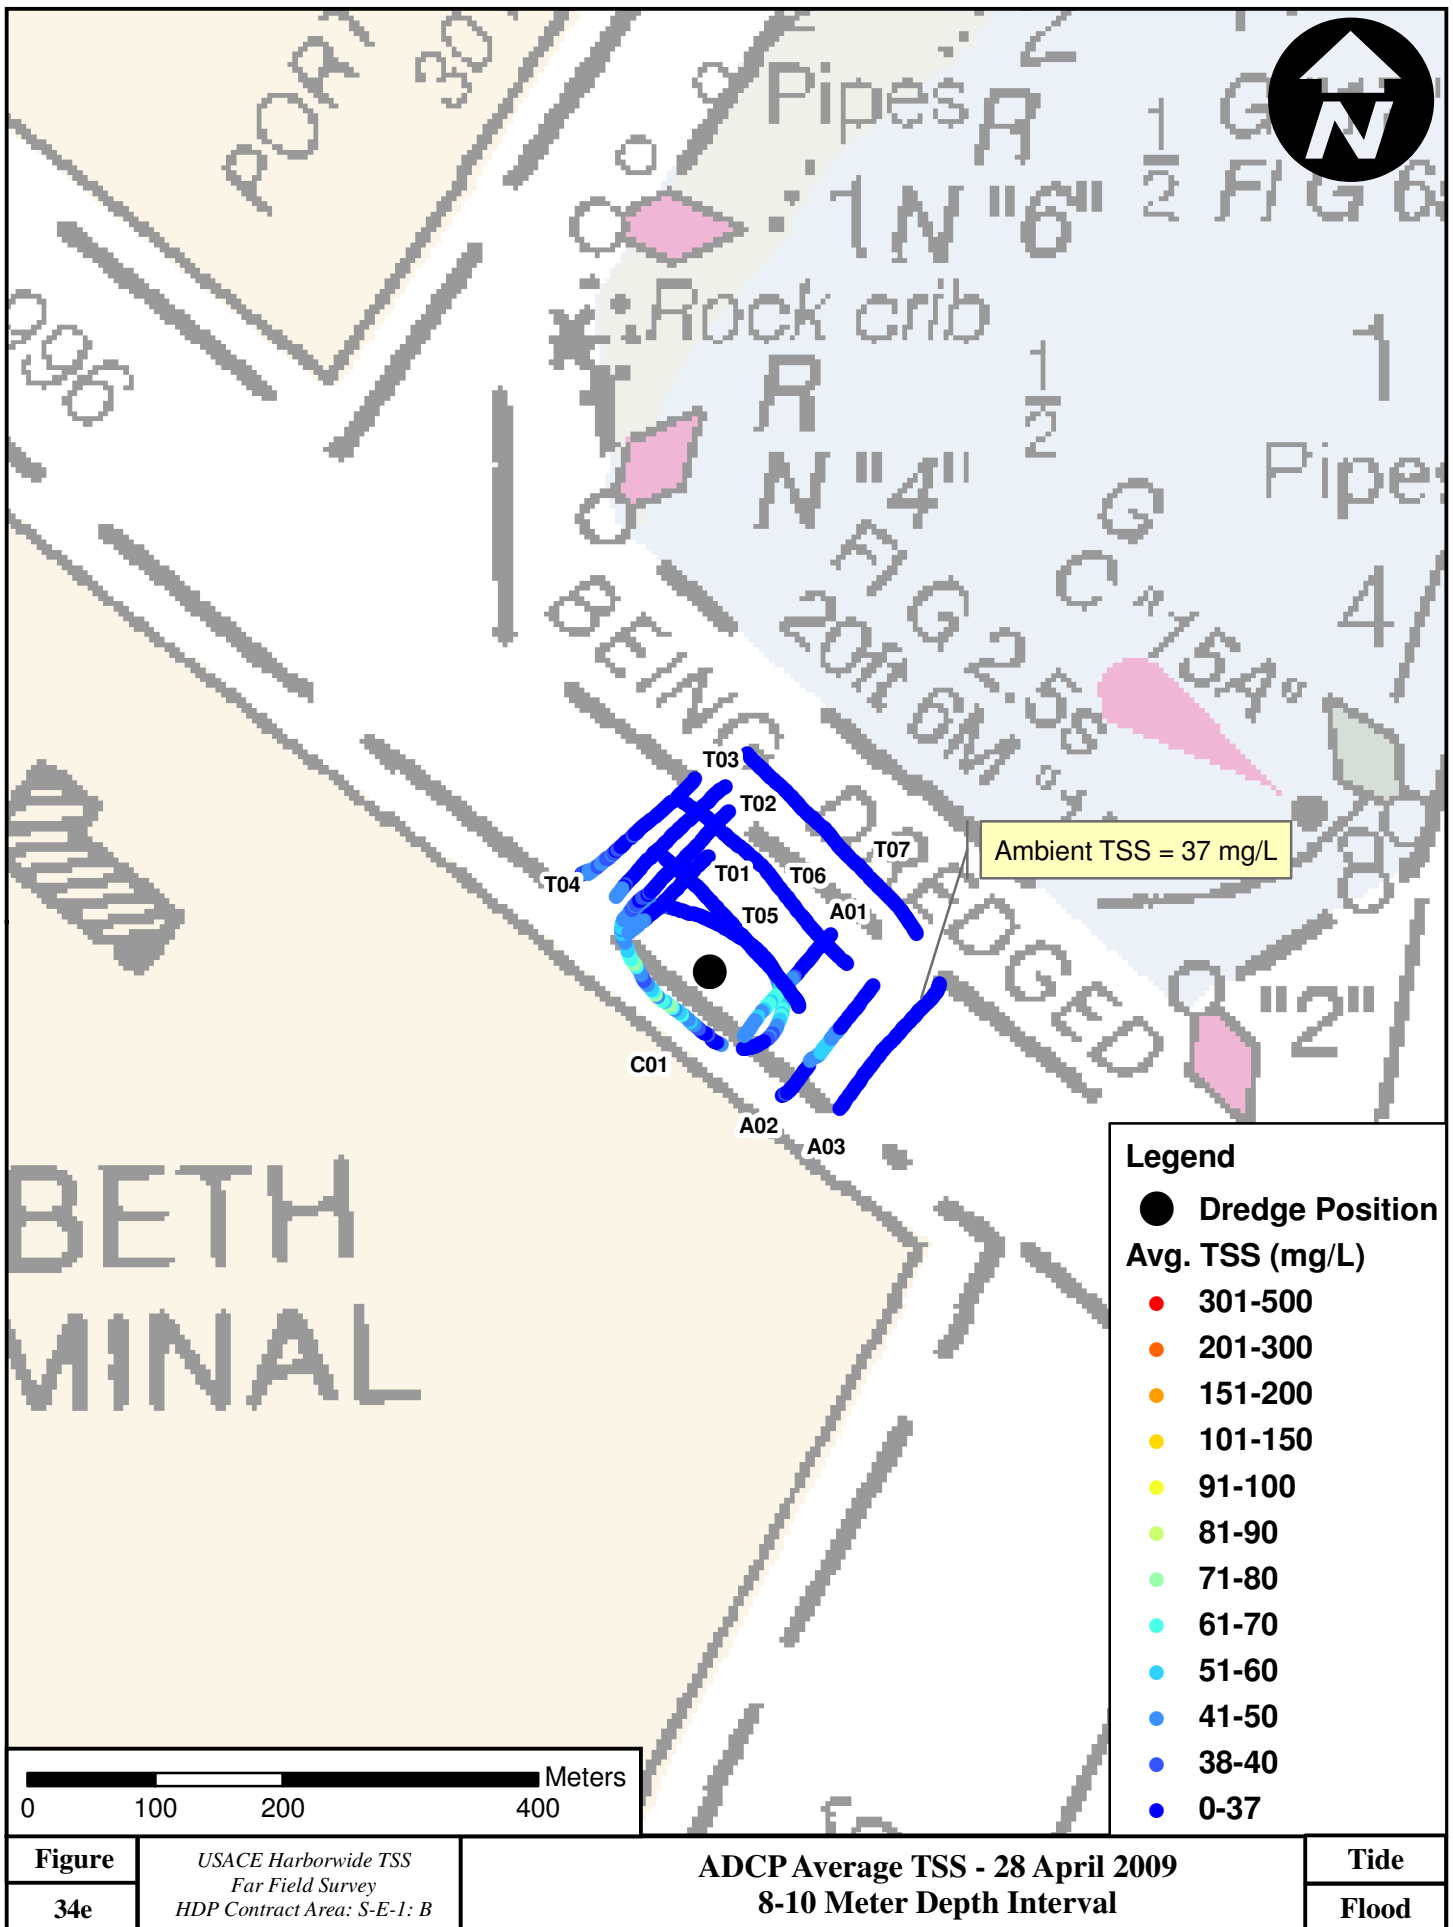 PORT
30
Pipes
R
1/2
2
N
1 N "6"
Fl G 6
Rock crib
996
R
1/2
1
N "4"
Pipes
G
C "15A"
4
Fl G 2.5s
20ft 6M
BEING
DREDGED
T03
T02
T07
Ambient TSS = 37 mg/L
T01
T06
T04
A01
T05
"2"
C01
A02
A03
BETH
MINAL
Legend
Dredge Position
Avg. TSS (mg/L)
301-500
201-300
151-200
101-150
91-100
81-90
71-80
61-70
51-60
41-50
38-40
0-37
Meters
0 100 200 400
Figure
34e
USACE Harborwide TSS
Far Field Survey
HDP Contract Area: S-E-1: B
ADCP Average TSS - 28 April 2009
8-10 Meter Depth Interval
Tide
Flood